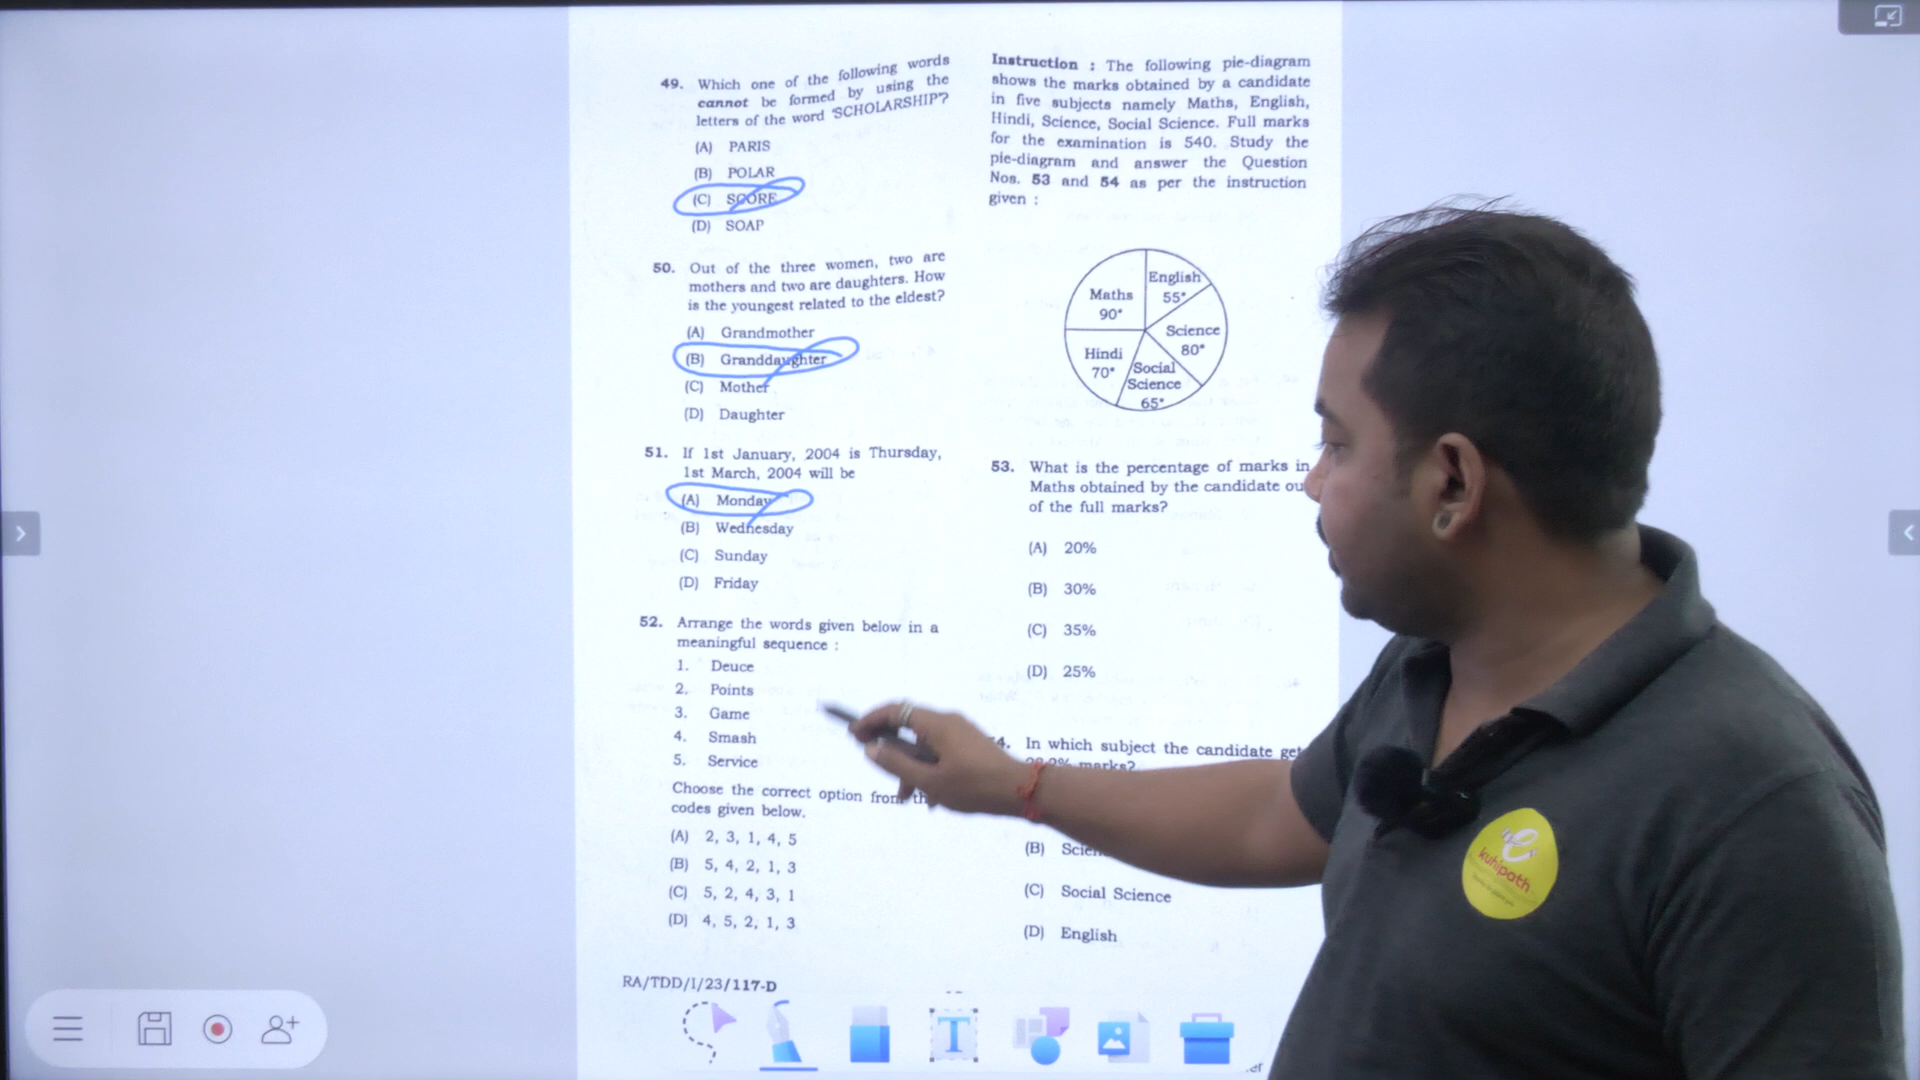 49. Which one of the following words
cannot be formed by using the
letters of the word 'SCHOLARSHIP'?
(A) PARIS
(B) POLAR
(C) SCORE
(D) SOAP
50. Out of the three women, two are
mothers and two are daughters. How
is the youngest related to the eldest?
(A) Grandmother
(B) Granddaughter
(C) Mother
(D) Daughter
51. If 1st January, 2004 is Thursday,
1st March, 2004 will be
(A) Monday
(B) Wednesday
(C) Sunday
(D) Friday
52. Arrange the words given below in a
meaningful sequence :
1. Deuce
2. Points
3. Game
4. Smash
5. Service
Choose the correct option from
codes given below.
(A) 2, 3, 1, 4, 5
(B) 5, 4, 2, 1, 3
(C) 5, 2, 4, 3, 1
(D) 4, 5, 2, 1, 3
RA/TDD/I/23/117-D
Instruction : The following pie-diagram
shows the marks obtained by a candidate
in five subjects namely Maths, English,
Hindi, Science, Social Science. Full marks
for the examination is 540. Study the
pie-diagram and answer the Question
Nos. 53 and 54 as per the instruction
given :
English
55°
Maths
90°
Science
80°
Hindi
70°
Social
Science
65°
53. What is the percentage of marks in
Maths obtained by the candidate
of the full marks?
(A) 20%
(B) 30%
(C) 35%
(D) 25%
In which subject the candidate
marks?
(B)
(C) Social Science
(D) English
T
kuhipath